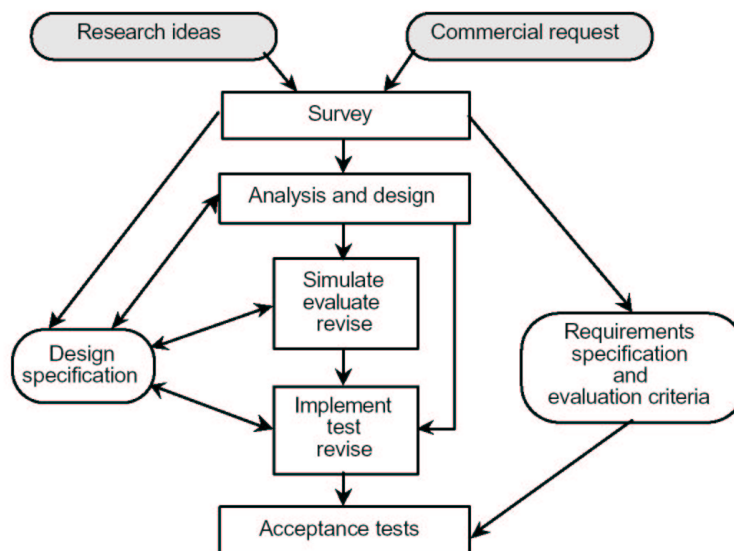 Research ideas
Commercial request
Survey
Analysis and design
Simulate
evaluate
revise
Design
specification
Requirements
specification
and
evaluation criteria
Implement
test
revise
Acceptance tests